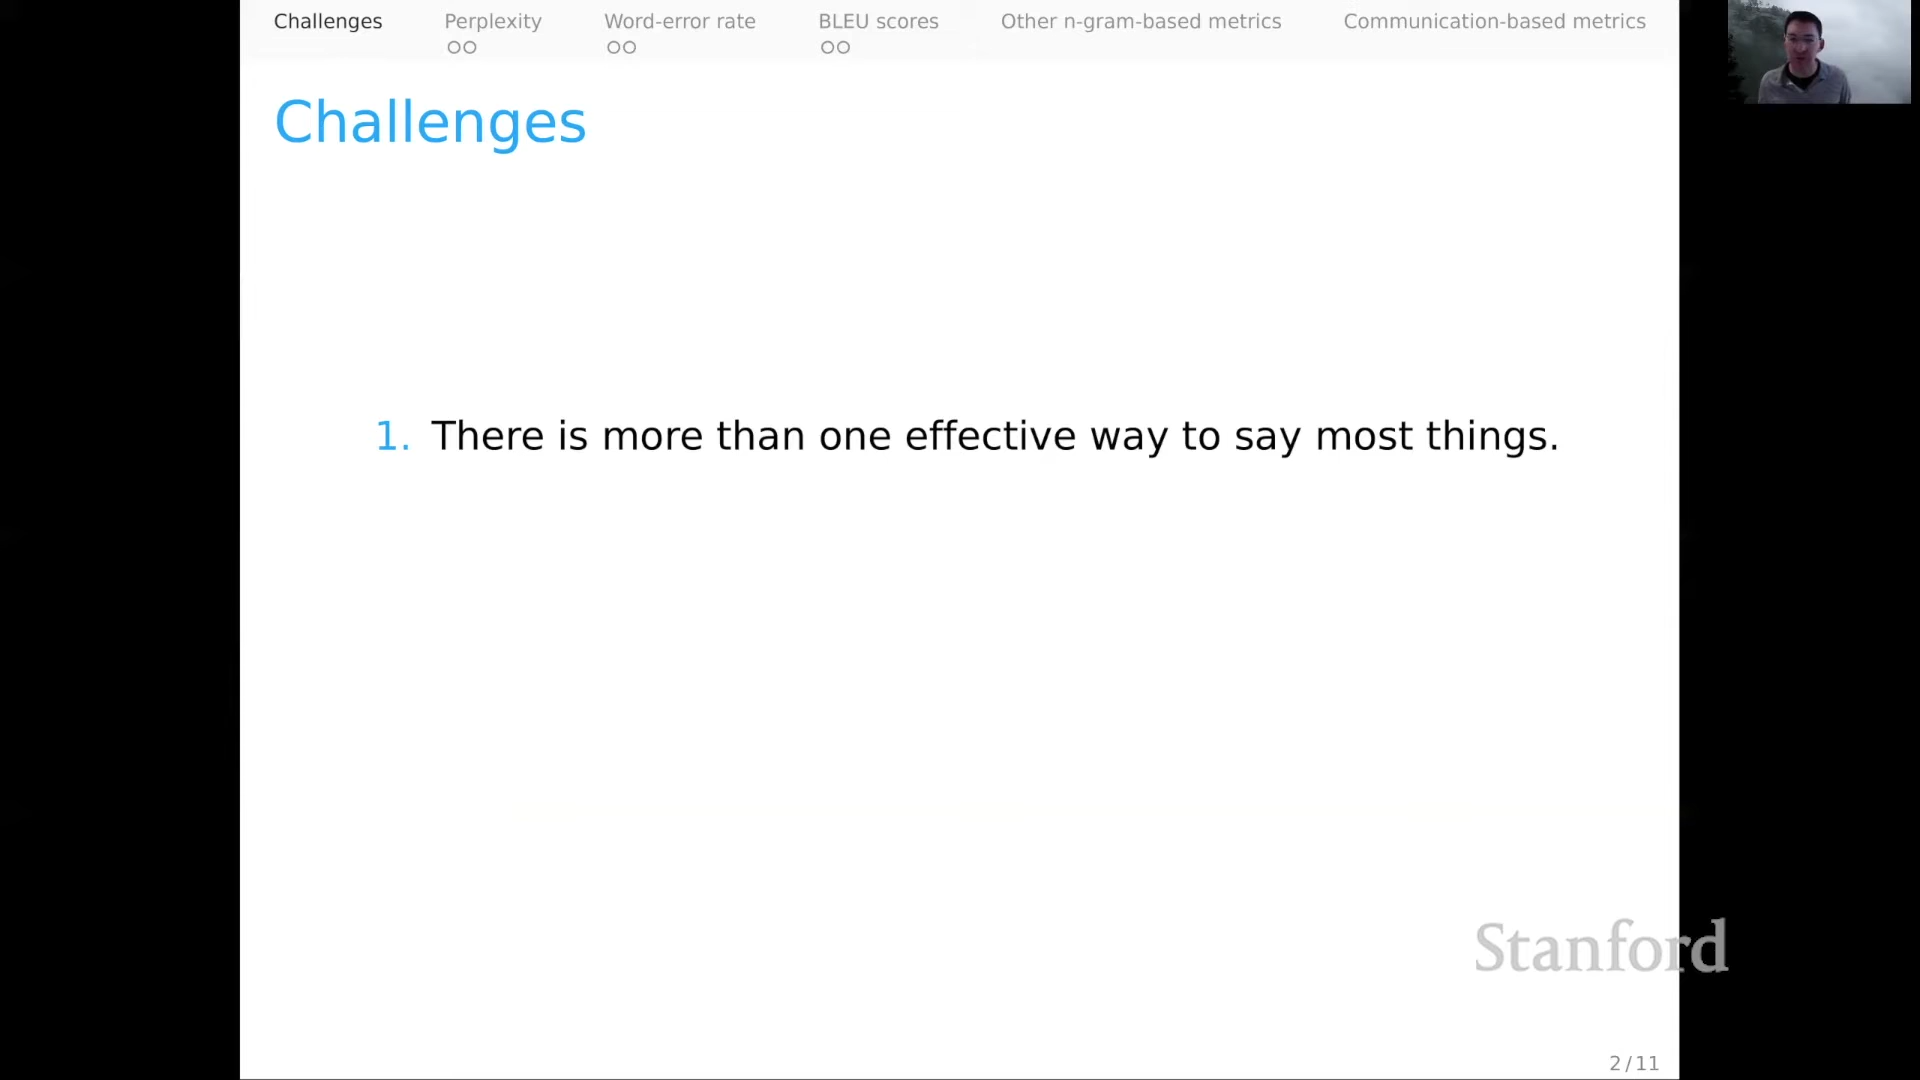 Challenges Perplexity Word-error rate BLEU scores Other n-gram-based metrics Communication-based metrics
Challenges
1. There is more than one effective way to say most things.
Stanford
2/11